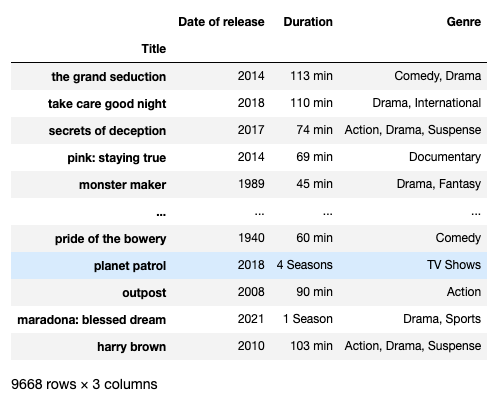 Date of release Duration Genre
Title
the grand seduction 2014 113 min Comedy, Drama
take care good night 2018 110 min Drama, International
secrets of deception 2017 74 min Action, Drama, Suspense
pink: staying true 2014 69 min Documentary
monster maker 1989 45 min Drama, Fantasy
... ... ... ...
pride of the bowery 1940 60 min Comedy
planet patrol 2018 4 Seasons TV Shows
outpost 2008 90 min Action
maradona: blessed dream 2021 1 Season Drama, Sports
harry brown 2010 103 min Action, Drama, Suspense
9668 rows × 3 columns